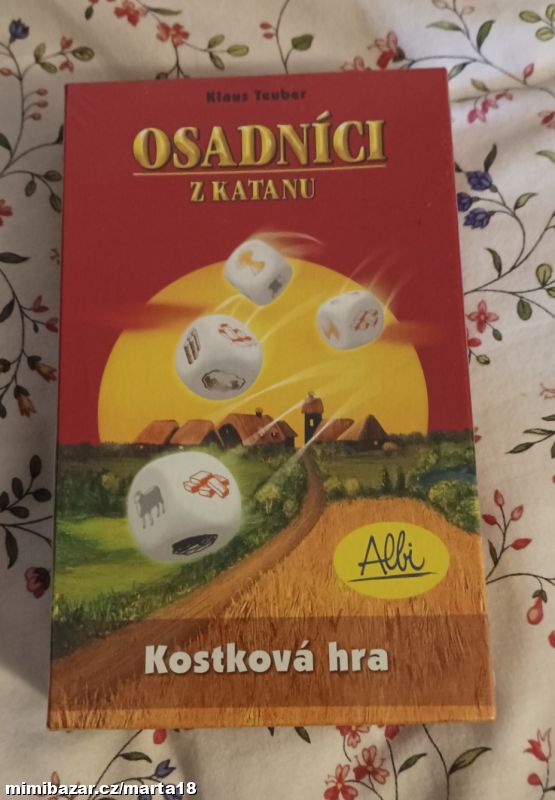 Klaus Teuber
OSADNÍCI
Z KATANU
Albi
Kostková hra
mimibazar.cz/marta18